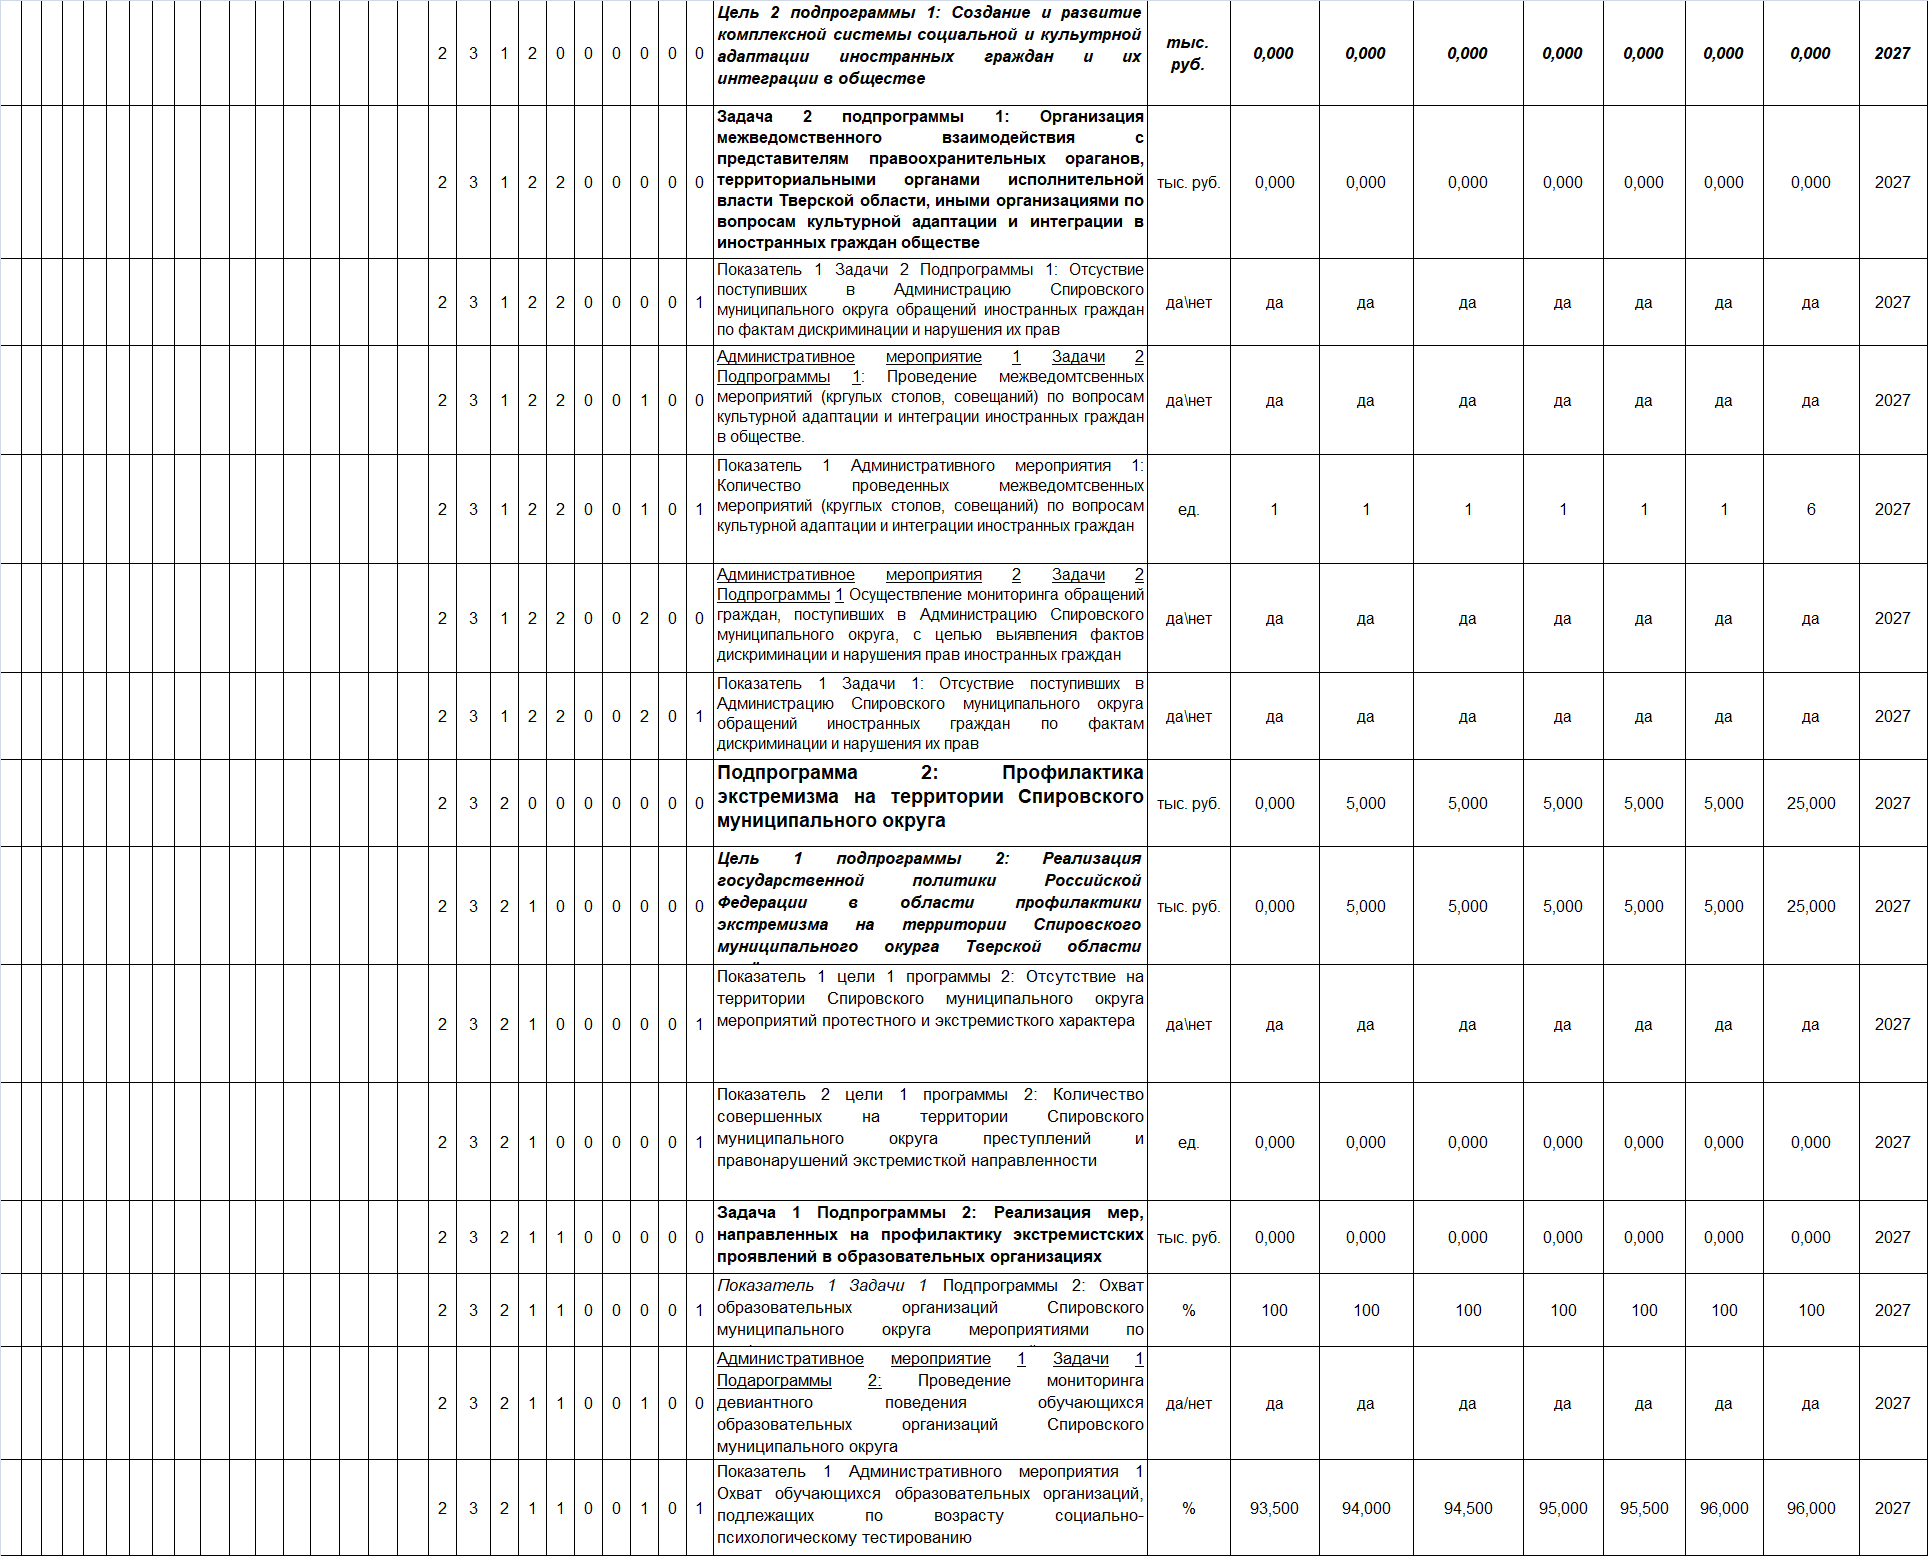 Цель 2 подпрограммы 1: Создание и развитие
комплексной системы социальной и кульутрной
адаптации иностранных граждан и их
интеграции в обществе
2 3 1 2 0 0 0 0 0 0 тыс. руб. 0,000 0,000 0,000 0,000 0,000 0,000 0,000 2027
Задача 2 подпрограммы 1: Организация
межведомственного взаимодействия с
представителям правоохранительных ораганов,
территориальными органами исполнительной
власти Тверской области, иными организациями по
вопросам культурной адаптации и интеграции в
иностранных граждан обществе
2 3 1 2 2 0 0 0 0 0 тыс. руб. 0,000 0,000 0,000 0,000 0,000 0,000 0,000 2027
Показатель 1 Задачи 2 Подпрограммы 1: Отсуствие
поступивших в Администрацию Спировского
муниципального округа обращений иностранных граждан
по фактам дискриминации и нарушения их прав
2 3 1 2 2 0 0 0 0 1 да\нет да да да да да да да 2027
Административное мероприятие 1 Задачи 2
Подпрограммы 1: Проведение межведомтсвенных
мероприятий (кргулых столов, совещаний) по вопросам
культурной адаптации и интеграции иностранных граждан
в обществе.
2 3 1 2 2 0 0 1 0 0 да\нет да да да да да да да 2027
Показатель 1 Административного мероприятия 1:
Количество проведенных межведомтсвенных
мероприятий (круглых столов, совещаний) по вопросам
культурной адаптации и интеграции иностранных граждан
2 3 1 2 2 0 0 1 0 1 ед. 1 1 1 1 1 1 6 2027
Административное мероприятия 2 Задачи 2
Подпрограммы 1 Осуществление мониторинга обращений
граждан, поступивших в Администрацию Спировского
муниципального округа, с целью выявления фактов
дискриминации и нарушения прав иностранных граждан
2 3 1 2 2 0 0 2 0 0 да\нет да да да да да да да 2027
Показатель 1 Задачи 1: Отсуствие поступивших в
Администрацию Спировского муниципального округа
обращений иностранных граждан по фактам
дискриминации и нарушения их прав
2 3 1 2 2 0 0 2 0 1 да\нет да да да да да да да 2027
Подпрограмма 2: Профилактика
экстремизма на территории Спировского
муниципального округа
2 3 2 0 0 0 0 0 0 0 тыс. руб. 0,000 5,000 5,000 5,000 5,000 5,000 25,000 2027
Цель 1 подпрограммы 2: Реализация
государственной политики Российской
Федерации в области профилактики
экстремизма на территории Спировского
муниципального окурга Тверской области
2 3 2 1 0 0 0 0 0 0 тыс. руб. 0,000 5,000 5,000 5,000 5,000 5,000 25,000 2027
Показатель 1 цели 1 программы 2: Отсутствие на
территории Спировского муниципального округа
мероприятий протестного и экстремисткого характера
2 3 2 1 0 0 0 0 0 1 да\нет да да да да да да да 2027
Показатель 2 цели 1 программы 2: Количество
совершенных на территории Спировского
муниципального округа преступлений и
правонарушений экстремисткой направленности
2 3 2 1 0 0 0 0 0 1 ед. 0,000 0,000 0,000 0,000 0,000 0,000 0,000 2027
Задача 1 Подпрограммы 2: Реализация мер,
направленных на профилактику экстремистских
проявлений в образовательных организациях
2 3 2 1 1 0 0 0 0 0 тыс. руб. 0,000 0,000 0,000 0,000 0,000 0,000 0,000 2027
Показатель 1 Задачи 1 Подпрограммы 2: Охват
образовательных организаций Спировского
муниципального округа мероприятиями по
2 3 2 1 1 0 0 0 0 1 % 100 100 100 100 100 100 100 2027
Административное мероприятие 1 Задачи 1
Подарограммы 2: Проведение мониторинга
девиантного поведения обучающихся
образовательных организаций Спировского
муниципального округа
2 3 2 1 1 0 0 1 0 0 да/нет да да да да да да да 2027
Показатель 1 Административного мероприятия 1
Охват обучающихся образовательных организаций,
подлежащих по возрасту социально-
психологическому тестированию
2 3 2 1 1 0 0 1 0 1 % 93,500 94,000 94,500 95,000 95,500 96,000 96,000 2027